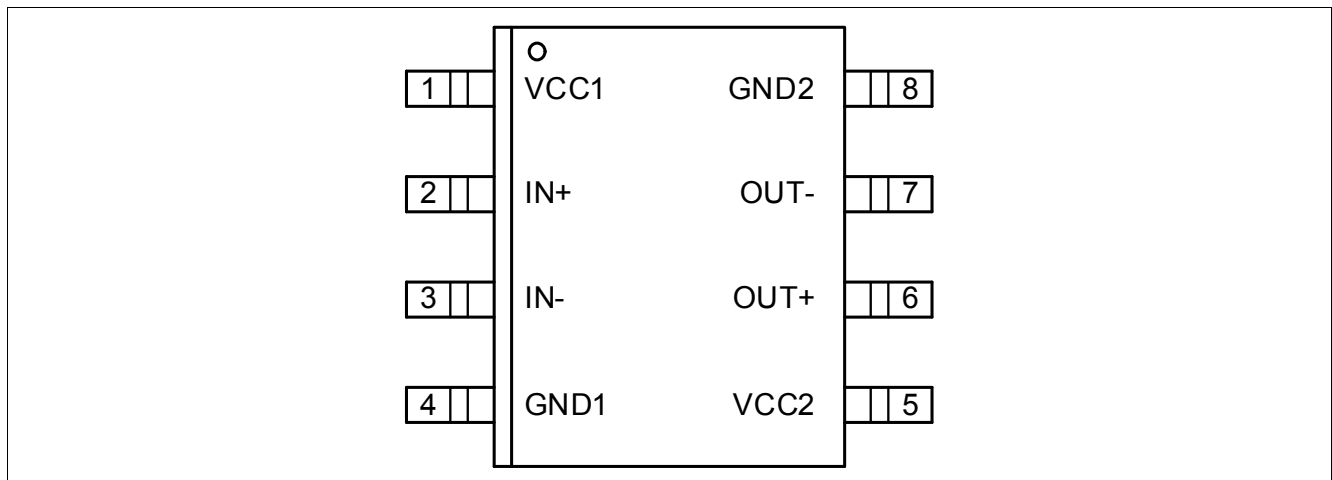 1 VCC1 GND2 8
2 IN+ OUT- 7
3 IN- OUT+ 6
4 GND1 VCC2 5